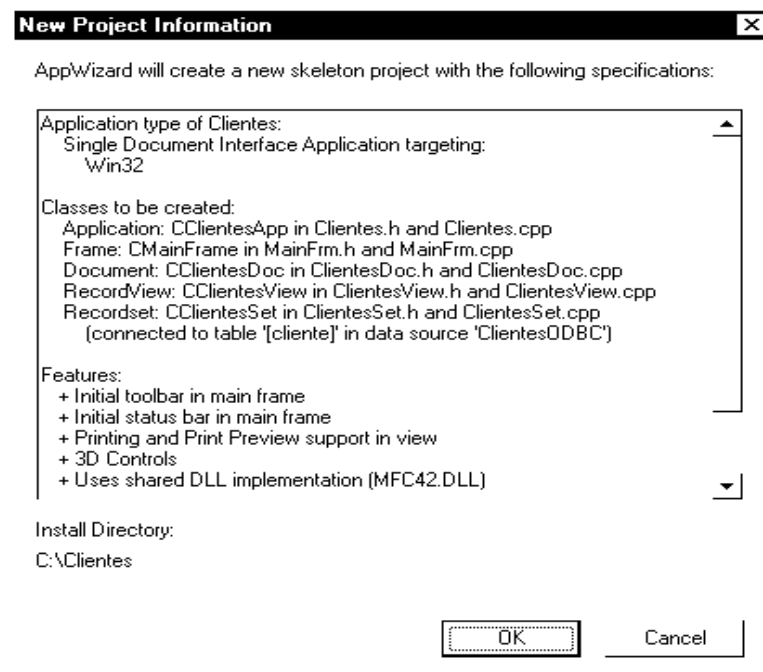 New Project Information
AppWizard will create a new skeleton project with the following specifications:
Application type of Clientes:
Single Document Interface Application targeting:
Win32
Classes to be created:
Application: CClientesApp in Clientes.h and Clientes.cpp
Frame: CMainFrame in MainFrm.h and MainFrm.cpp
Document: CClientesDoc in ClientesDoc.h and ClientesDoc.cpp
RecordView: CClientesView in ClientesView.h and ClientesView.cpp
Recordset: CClientesSet in ClientesSet.h and ClientesSet.cpp
(connected to table '[cliente]' in data source 'ClientesODBC')
Features:
+ Initial toolbar in main frame
+ Initial status bar in main frame
+ Printing and Print Preview support in view
+ 3D Controls
+ Uses shared DLL implementation (MFC42.DLL)
Install Directory:
C:\Clientes
OK Cancel